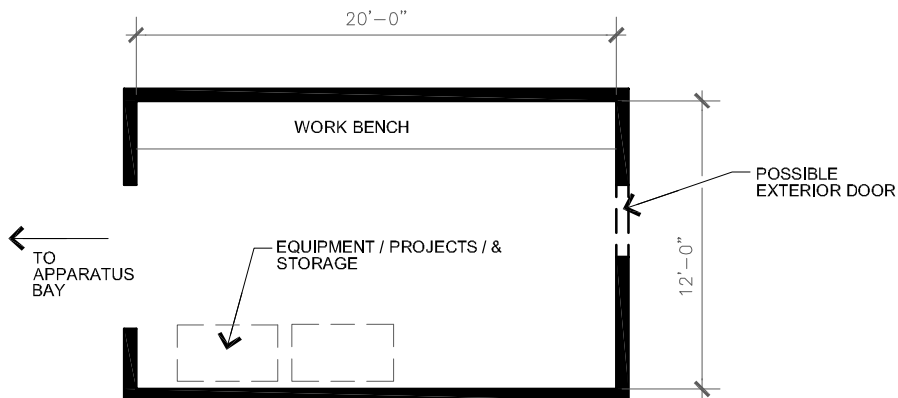 20'-0"
WORK BENCH
POSSIBLE
EXTERIOR DOOR
EQUIPMENT / PROJECTS / &
STORAGE
TO
APPARATUS
BAY
12'-0"